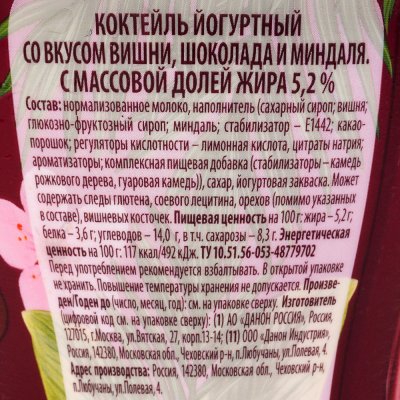 КОКТЕЙЛЬ ЙОГУРТНЫЙ
СО ВКУСОМ ВИШНИ, ШОКОЛАДА И МИНДАЛЯ.
С МАССОВОЙ ДОЛЕЙ ЖИРА 5,2 %
Состав: нормализованное молоко, наполнитель (сахарный сироп; вишня;
глюкозно-фруктозный сироп; миндаль; стабилизатор – Е1442; какао-
порошок; регуляторы кислотности – лимонная кислота, цитраты натрия;
ароматизаторы; комплексная пищевая добавка (стабилизаторы – камедь
рожкового дерева, гуаровая камедь)), сахар, йогуртовая закваска. Может
содержать следы глютена, соевого лецитина, орехов (помимо указанных
в составе), вишневых косточек. Пищевая ценность на 100г: жира – 5,2 г;
белка – 3,6 г; углеводов – 14,0 г, в т.ч. сахарозы – 8,3 г. Энергетическая
ценность на 100г: 117 ккал/492 кДж. ТУ 10.51.56-053-48779702
Перед употреблением рекомендуется взбалтывать. В открытой упаковке
не хранить. Повышение температуры хранения не допускается. Произве-
ден/Годен до (число, месяц, год): см. на упаковке сверху. Изготовитель
(цифровой код см. на упаковке сверху): (1) АО «ДАНОН РОССИЯ», Россия,
127015, г.Москва, ул.Вятская, 27, корп.13-14; (11) ООО «Данон Индустрия»,
Россия, 142380, Московская обл., Чеховский р-н, п.Любучаны, ул.Полевая, 4.
Адрес производства: Россия, 142380, Московская обл., Чеховский р-н,
п.Любучаны, ул.Полевая, 4.